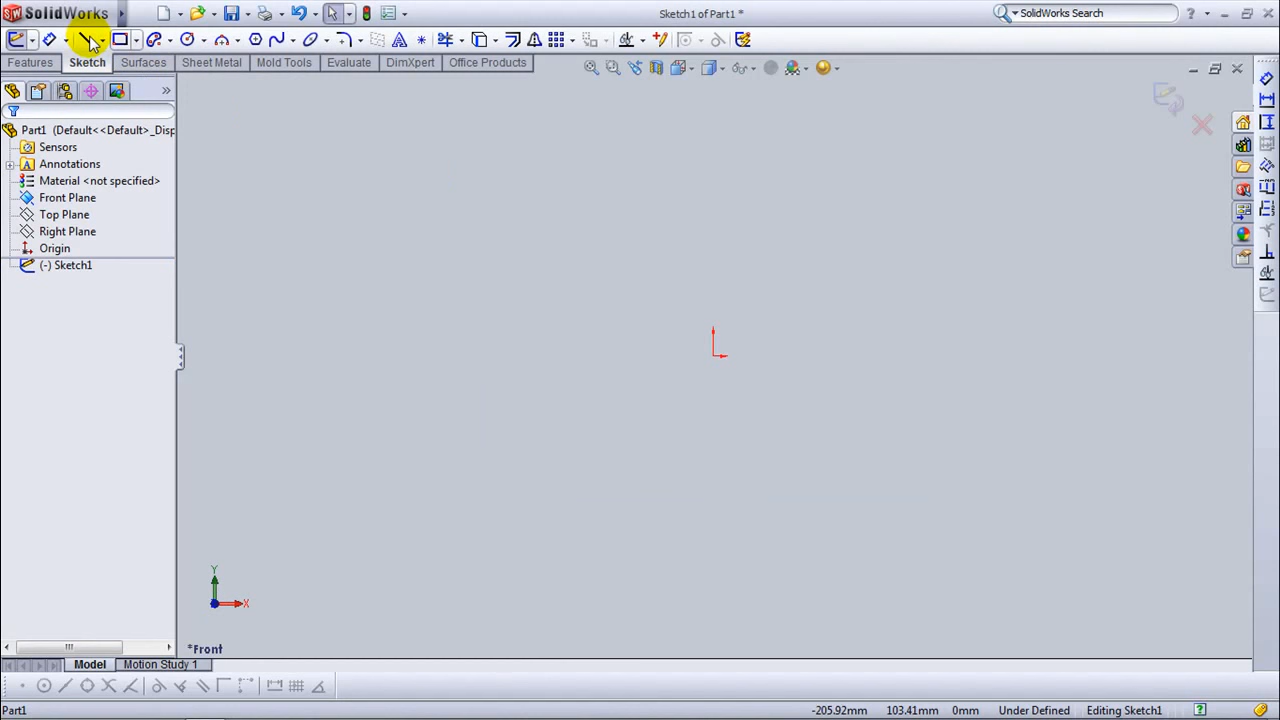 SolidWorks
Sketch1 of Part1 *
SolidWorks Search
Features
Sketch
Surfaces
Sheet Metal
Mold Tools
Evaluate
DimXpert
Office Products
Part1 (Default<<Default>_Disp
Sensors
Annotations
Material <not specified>
Front Plane
Top Plane
Right Plane
Origin
(-) Sketch1
Y
X
*Front
Model
Motion Study 1
Part1
-205.92mm
103.41mm
0mm
Under Defined
Editing Sketch1